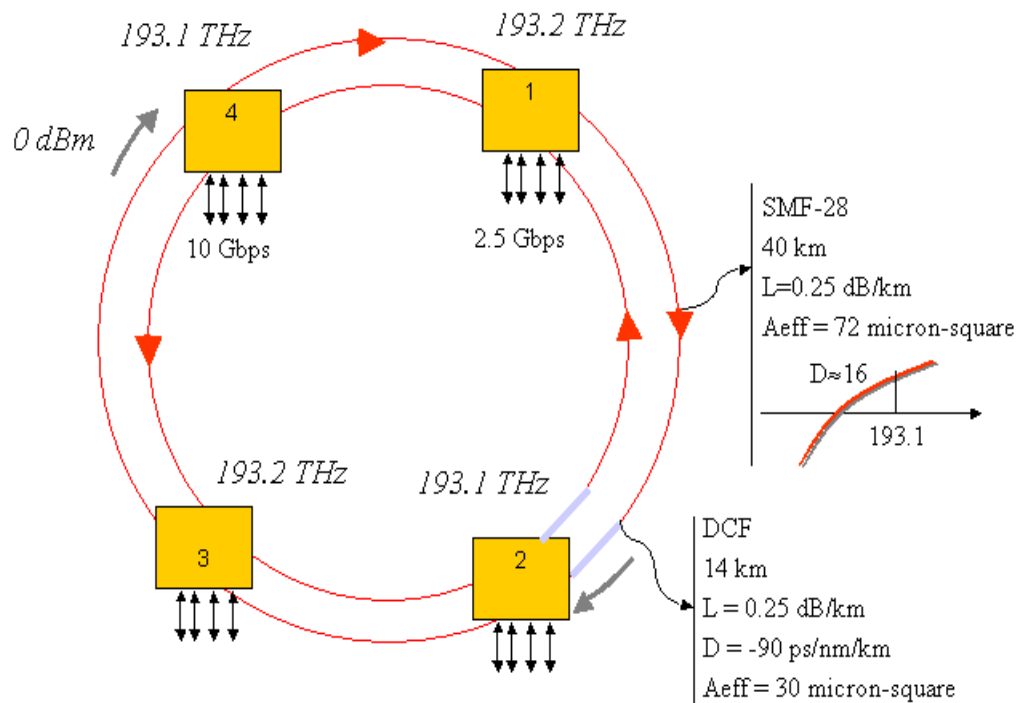 193.1 THz
193.2 THz
0 dBm
4
1
10 Gbps
2.5 Gbps
SMF-28
40 km
L=0.25 dB/km
Aeff = 72 micron-square
D≈16
193.1
193.2 THz
193.1 THz
3
2
DCF
14 km
L = 0.25 dB/km
D = -90 ps/nm/km
Aeff = 30 micron-square